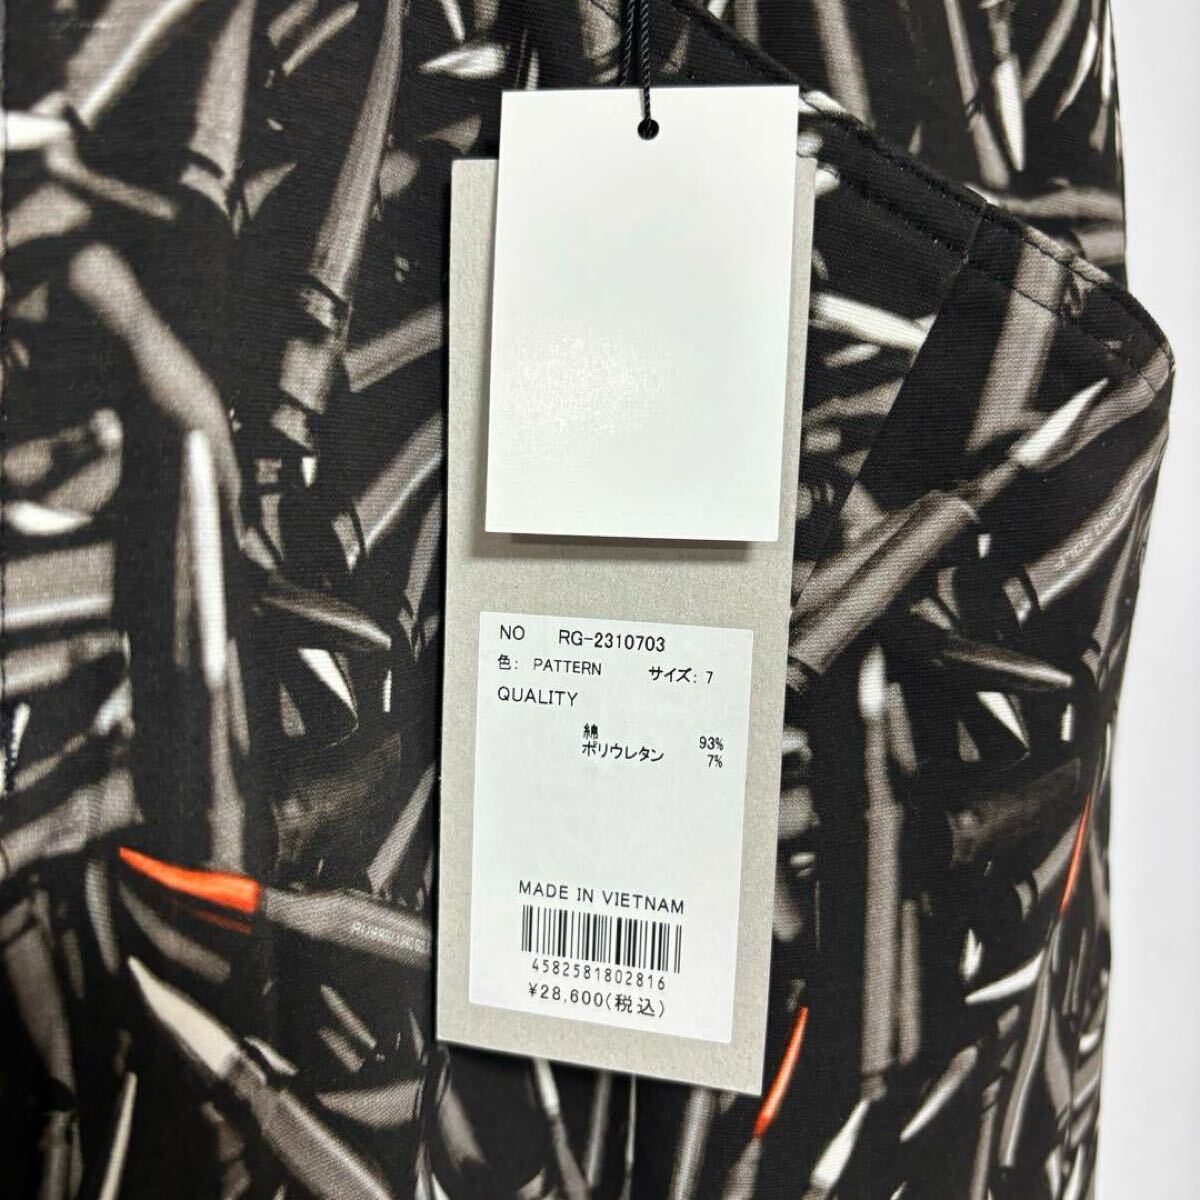 NO RG-2310703
色: PATTERN サイズ: 7
QUALITY
綿 93%
ポリウレタン 7%
MADE IN VIETNAM
4582581802816
¥28,600(税込)